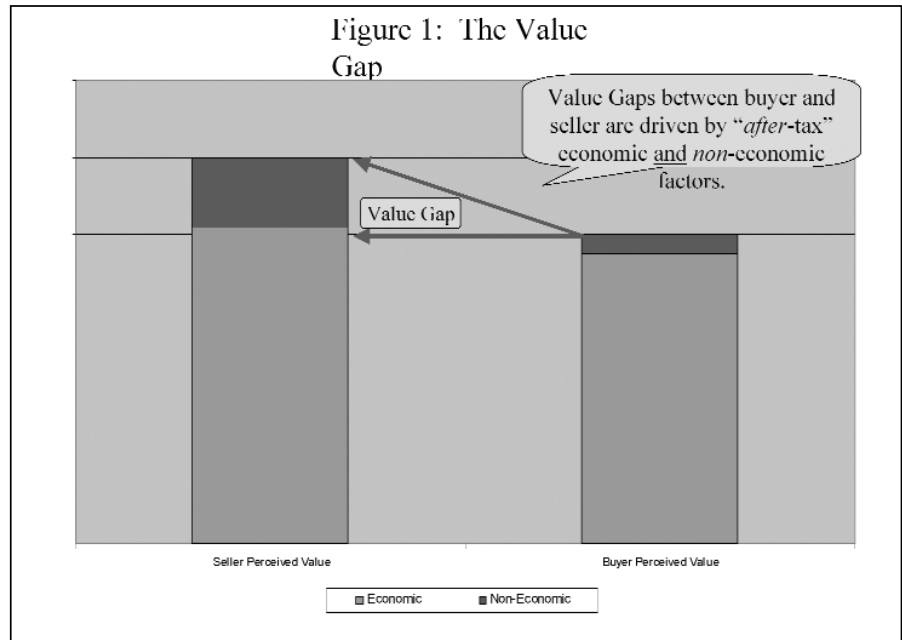 Figure 1: The Value
Gap
Value Gaps between buyer and
seller are driven by “after-tax”
economic and non-economic
factors.
Value Gap
Seller Perceived Value
Buyer Perceived Value
Economic
Non-Economic